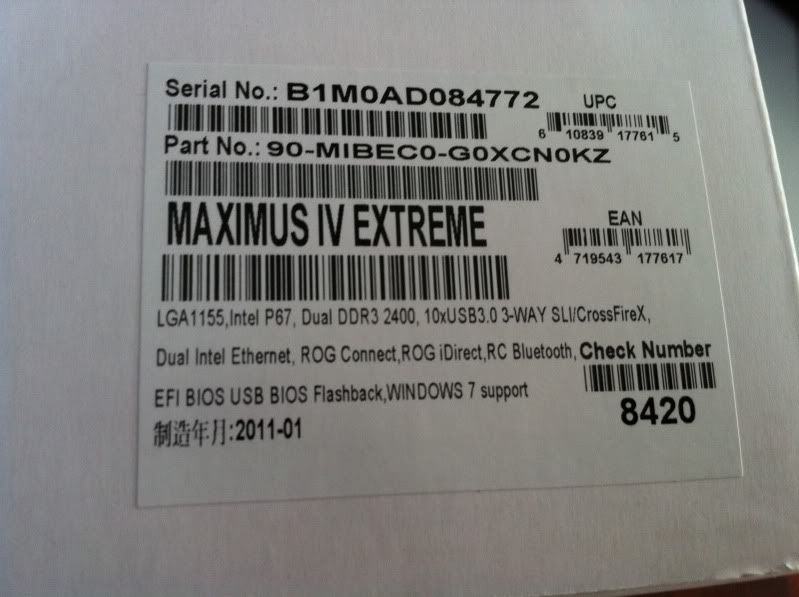 Serial No.: B1M0AD084772
UPC
6 10839 17761 5
Part No.: 90-MIBEC0-G0XCN0KZ
MAXIMUS IV EXTREME
EAN
4 719543 177617
LGA1155,Intel P67, Dual DDR3 2400, 10xUSB3.0 3-WAY SLI/CrossFireX,
Dual Intel Ethernet, ROG Connect,ROG iDirect,RC Bluetooth,
Check Number
EFI BIOS USB BIOS Flashback,WINDOWS 7 support
8420
制造年月:2011-01